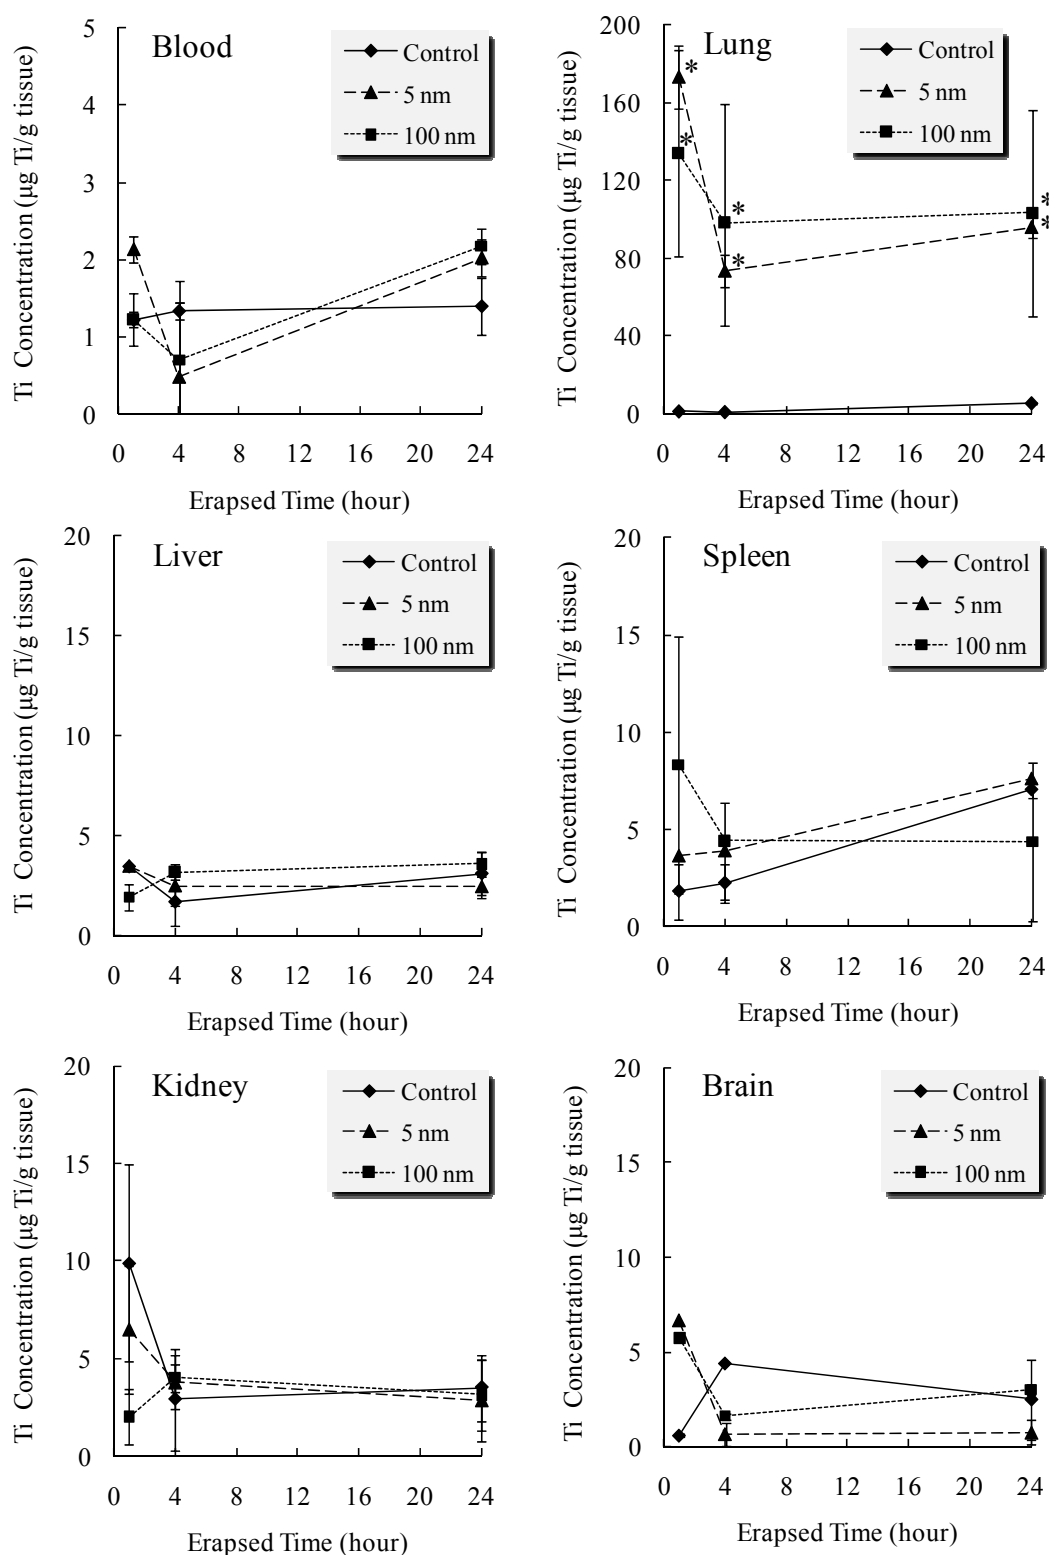 Blood
Control
5 nm
100 nm
Ti Concentration (μg Ti/g tissue)
5
4
3
2
1
0
0 4 8 12 16 20 24
Erapsed Time (hour)
Lung
Control
5 nm
100 nm
Ti Concentration (μg Ti/g tissue)
200
160
120
80
40
0
* * * * * *
0 4 8 12 16 20 24
Erapsed Time (hour)
Liver
Control
5 nm
100 nm
Ti Concentration (μg Ti/g tissue)
20
15
10
5
0
0 4 8 12 16 20 24
Erapsed Time (hour)
Spleen
Control
5 nm
100 nm
Ti Concentration (μg Ti/g tissue)
20
15
10
5
0
0 4 8 12 16 20 24
Erapsed Time (hour)
Kidney
Control
5 nm
100 nm
Ti Concentration (μg Ti/g tissue)
20
15
10
5
0
0 4 8 12 16 20 24
Erapsed Time (hour)
Brain
Control
5 nm
100 nm
Ti Concentration (μg Ti/g tissue)
20
15
10
5
0
0 4 8 12 16 20 24
Erapsed Time (hour)